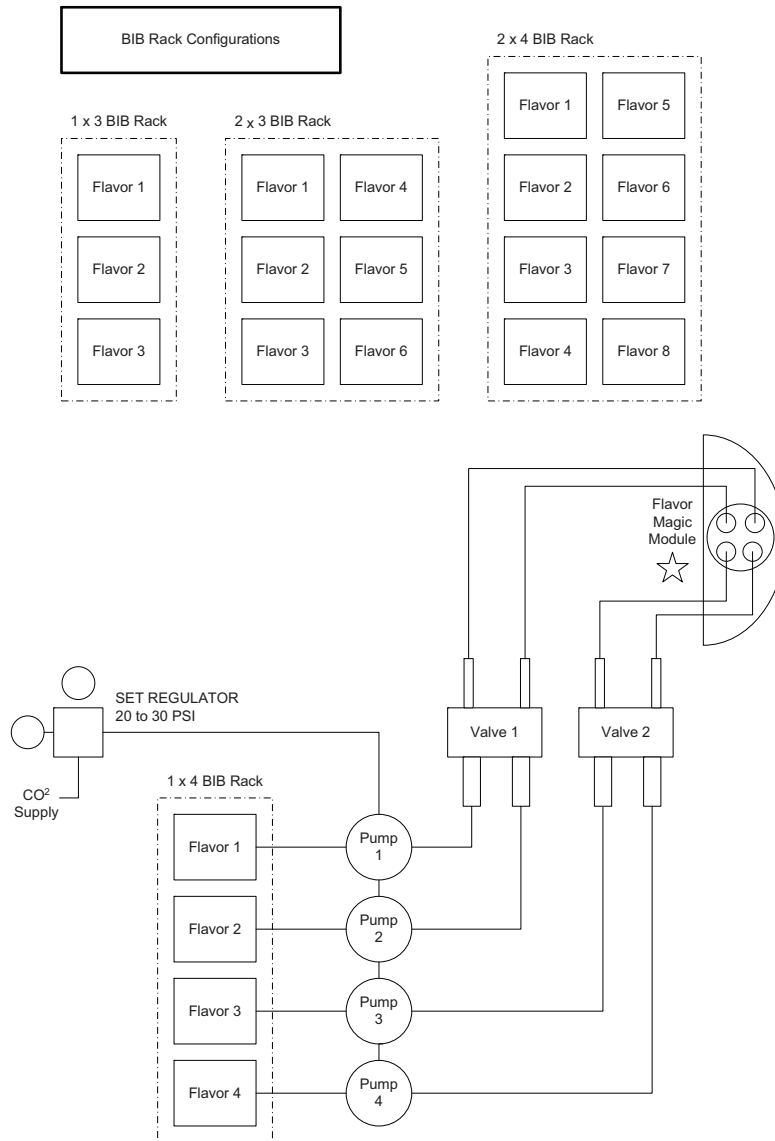 BIB Rack Configurations
2 x 4 BIB Rack
1 x 3 BIB Rack
2 x 3 BIB Rack
Flavor 1
Flavor 5
Flavor 1
Flavor 1
Flavor 4
Flavor 2
Flavor 6
Flavor 2
Flavor 2
Flavor 5
Flavor 3
Flavor 7
Flavor 3
Flavor 3
Flavor 6
Flavor 4
Flavor 8
Flavor
Magic
Module
SET REGULATOR
20 to 30 PSI
Valve 1
Valve 2
CO²
Supply
1 x 4 BIB Rack
Flavor 1
Pump
1
Flavor 2
Pump
2
Flavor 3
Pump
3
Flavor 4
Pump
4